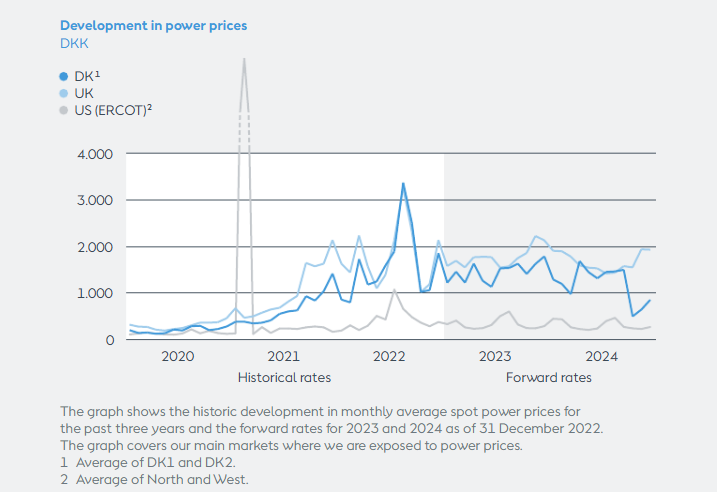 Development in power prices
DKK
DK¹
UK
US (ERCOT)²
4.000
3.000
2.000
1.000
0
2020 2021 2022 2023 2024
Historical rates Forward rates
The graph shows the historic development in monthly average spot power prices for
the past three years and the forward rates for 2023 and 2024 as of 31 December 2022.
The graph covers our main markets where we are exposed to power prices.
1 Average of DK1 and DK2.
2 Average of North and West.